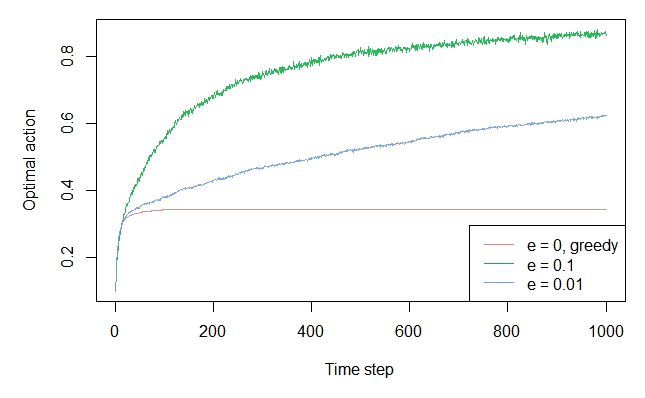 Optimal action
0.8
0.6
0.4
0.2
e = 0, greedy
e = 0.1
e = 0.01
0 200 400 600 800 1000
Time step